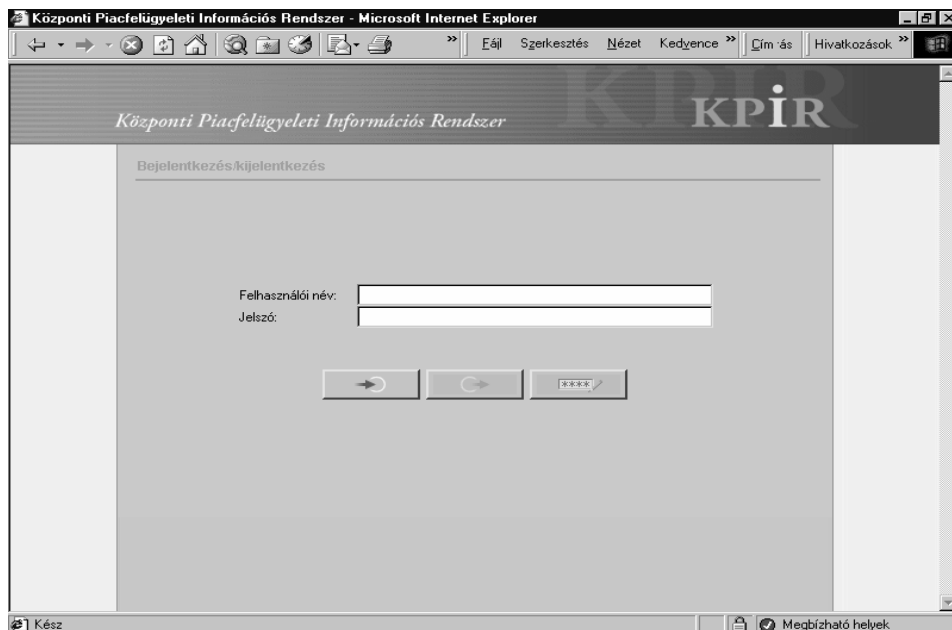 Központi Piacfelügyeleti Információs Rendszer - Microsoft Internet Explorer
» Fájl Szerkesztés Nézet Kedvence » Cím ás Hivatkozások »
KPIR
Központi Piacfelügyeleti Információs Rendszer KPiR
Bejelentkezés/kijelentkezés
Felhasználói név:
Jelszó:
****
Kész Megbízható helyek